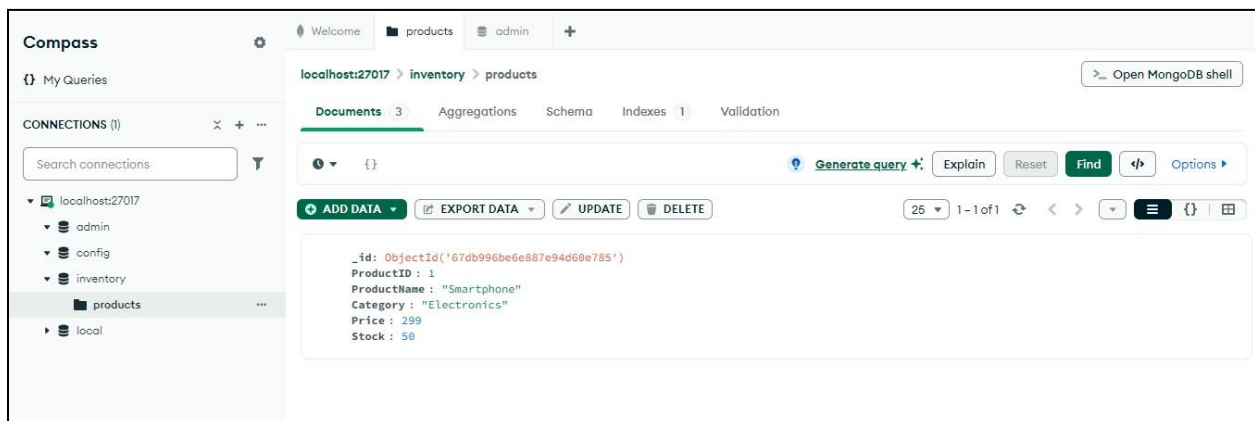 Compass
{} My Queries
CONNECTIONS (1)
Search connections
localhost:27017
admin
config
inventory
products
local
Welcome
products
admin
localhost:27017 > inventory > products
>_ Open MongoDB shell
Documents 3 Aggregations Schema Indexes 1 Validation
{} Generate query Explain Reset Find </> Options
ADD DATA EXPORT DATA UPDATE DELETE 25 1-1 of 1 {}
_id: ObjectId('67db996be6e887e94d60e785')
ProductID : 1
ProductName : "Smartphone"
Category : "Electronics"
Price : 299
Stock : 50